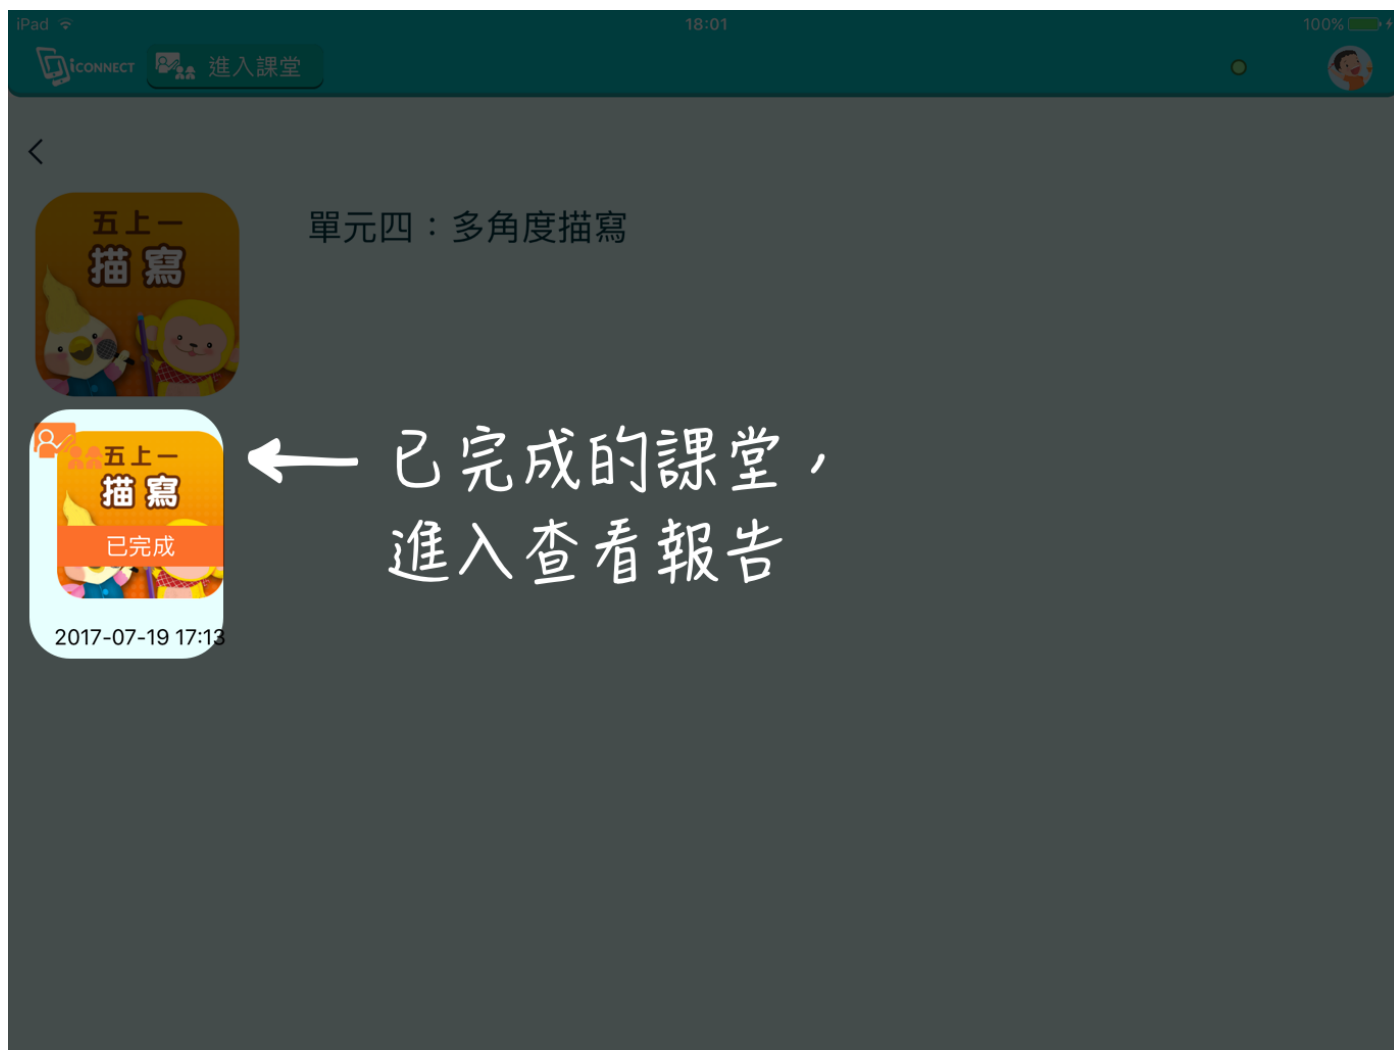 iPad 18:01 100%
iCONNECT 進入課堂
五上一
描寫
單元四：多角度描寫
五上一
描寫
已完成
2017-07-19 17:13
已完成的課堂，
進入查看報告